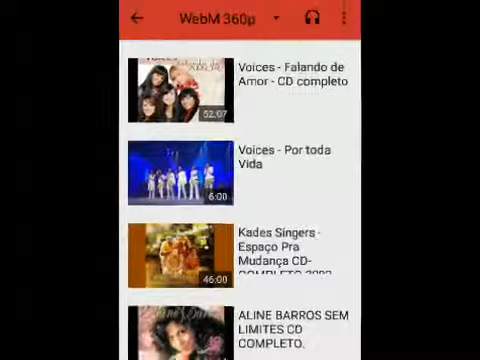 WebM 360p
Voices - Falando de
Amor - CD completo
52:07
Voices - Por toda
Vida
6:00
Kades Singers -
Espaço Pra
Mudança CD-
46:00
ALINE BARROS SEM
LIMITES CD
COMPLETO.